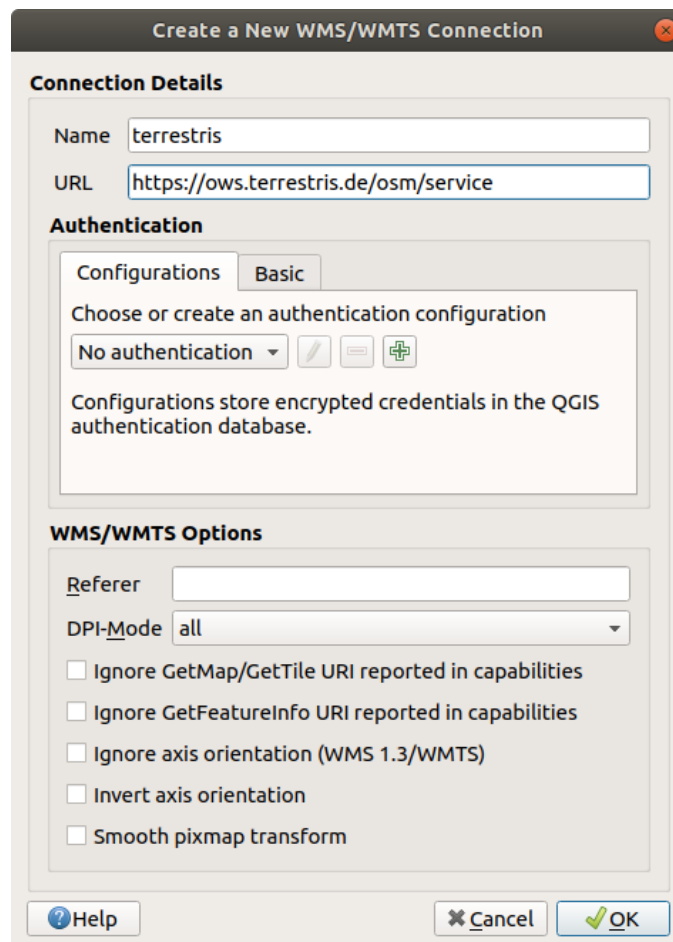 Create a New WMS/WMTS Connection
Connection Details
Name terrestris
URL https://ows.terrestris.de/osm/service
Authentication
Configurations Basic
Choose or create an authentication configuration
No authentication
Configurations store encrypted credentials in the QGIS
authentication database.
WMS/WMTS Options
Referer
DPI-Mode all
Ignore GetMap/GetTile URI reported in capabilities
Ignore GetFeatureInfo URI reported in capabilities
Ignore axis orientation (WMS 1.3/WMTS)
Invert axis orientation
Smooth pixmap transform
Help Cancel OK